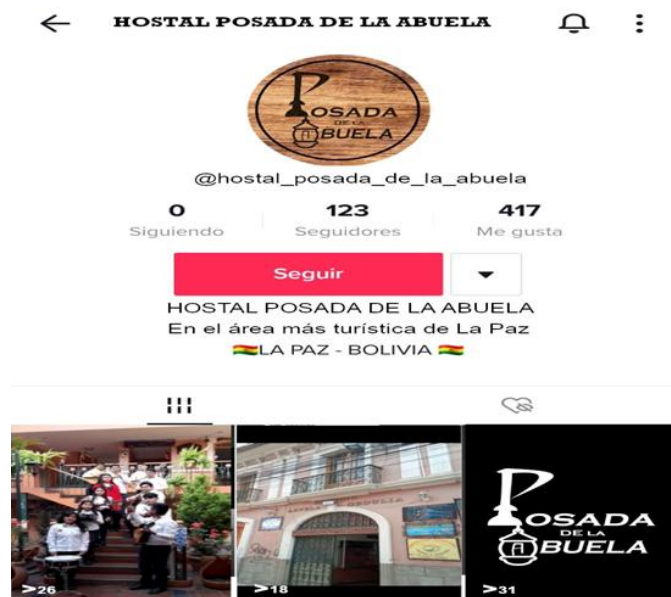 HOSTAL POSADA DE LA ABUELA
POSADA
DE LA
ABUELA
@hostal_posada_de_la_abuela
0 123 417
Siguiendo Seguidores Me gusta
Seguir
HOSTAL POSADA DE LA ABUELA
En el área más turística de La Paz
🇧🇴LA PAZ - BOLIVIA🇧🇴
POSADA
DE LA
ABUELA
>26 >18 >31